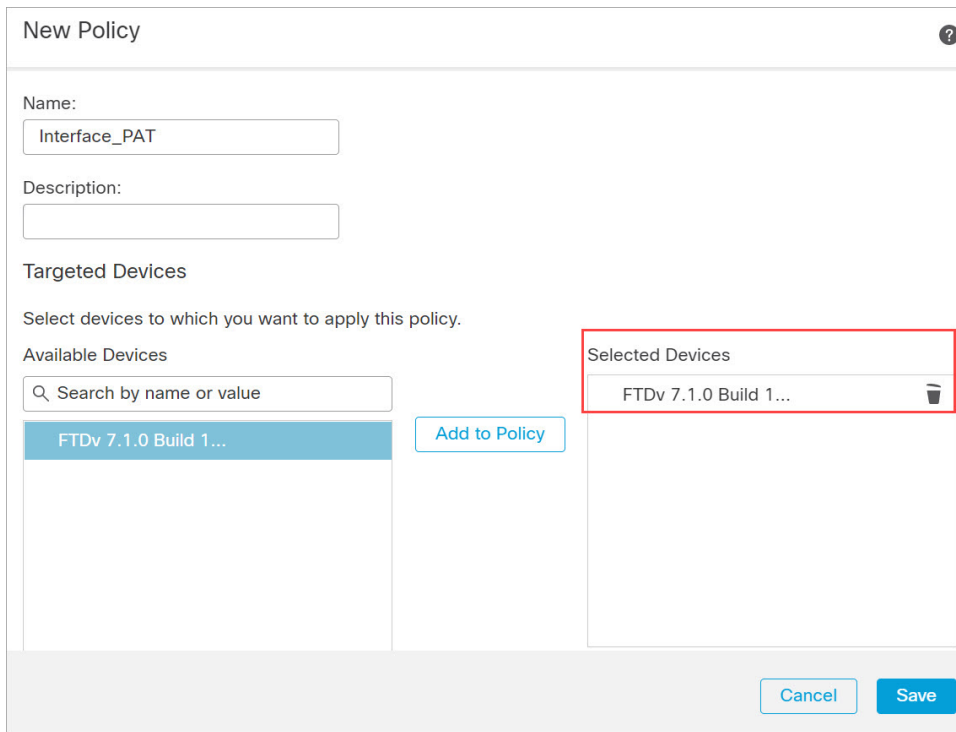 New Policy
?
Name:
Interface_PAT
Description:
Targeted Devices
Select devices to which you want to apply this policy.
Available Devices
Search by name or value
FTDv 7.1.0 Build 1...
Add to Policy
Selected Devices
FTDv 7.1.0 Build 1...
Cancel
Save